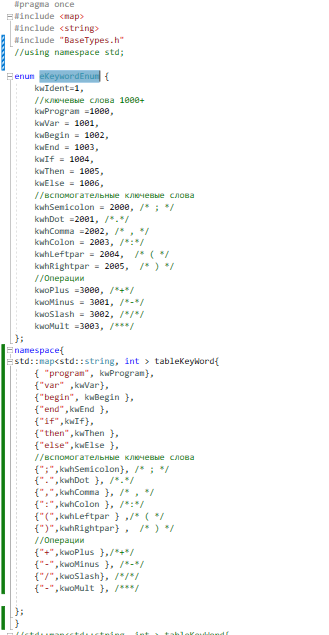 #pragma once
#include <map>
#include <string>
#include "BaseTypes.h"
//using namespace std;
enum eKeywordEnum {
kwIdent=1,
//ключевые слова 1000+
kwProgram =1000,
kwVar = 1001,
kwBegin = 1002,
kwEnd = 1003,
kwIf = 1004,
kwThen = 1005,
kwElse = 1006,
//вспомогательные ключевые слова
kwhSemicolon = 2000, /* ; */
kwhDot =2001, /*.*/
kwhComma =2002, /* , */
kwhColon = 2003, /*:*/
kwhLeftpar = 2004,  /* ( */
kwhRightpar = 2005,  /* ) */
//Операции
kwoPlus =3000, /*+*/
kwoMinus = 3001, /*-*/
kwoSlash = 3002, /*/*/
kwoMult =3003, /***/
};
namespace{
std::map<std::string, int > tableKeyWord{
{ "program", kwProgram},
{"var" ,kwVar},
{"begin", kwBegin },
{"end",kwEnd },
{"if",kwIf},
{"then",kwThen },
{"else",kwElse },
//вспомогательные ключевые слова
{";",kwhSemicolon}, /* ; */
{".",kwhDot }, /*.*/
{",",kwhComma }, /* , */
{":",kwhColon }, /*:*/
{"(",kwhLeftpar } ,/* ( */
{")",kwhRightpar} ,  /* ) */
//Операции
{"+",kwoPlus },/*+*/
{"-",kwoMinus }, /*-*/
{"/",kwoSlash}, /*/*/
{"-",kwoMult }, /***/
};
}
//std::map<std::string, int > tableKeyWord{